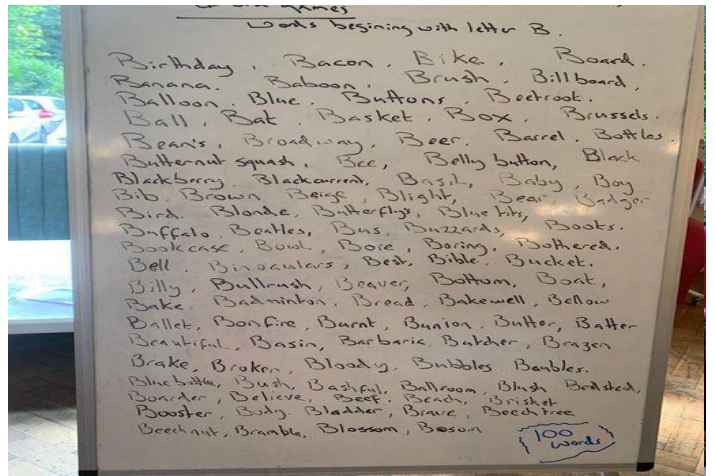 games
Words begining with letter B.
Birthday, Bacon, Bike, Board.
Banana, Baboon, Brush, Billboard,
Balloon, Blue, Buttons, Beetroot.
Ball, Bat, Basket, Box, Brussels.
Bean's, Broadway, Beer, Barrel, Bottles.
Butternut squash, Bee, Belly button, Black
Blackberry, Blackcurrent, Basil, Baby, Boy
Bib, Brown, Beige, Blight, Bear, Badger
Bird, Blonde, Butterfly's, Blue tits,
Buffalo, Beatles, Bus, Buzzards, Books.
Bookcase, Bowl, Bore, Boring, Bothered.
Bell, Binoculars, Best, Bible, Bucket.
Billy, Bullrush, Beaver, Bottom, Boat,
Bake, Badminton, Bread, Bakewell, Bellow
Ballet, Bonfire, Burnt, Bunion, Butter, Batter
Beautiful, Basin, Barbaric, Butcher, Brazen
Brake, Broken, Bloody, Bubbles, Baubles.
Bluebottle, Bush, Bashful, Ballroom, Blush, Bedstead,
Boarder, Believe, Beef, Beach, Brisket
Booster, Body, Bladder, Brave, Beech tree
Beechnut, Bramble, Blossom, Bosom
100
words